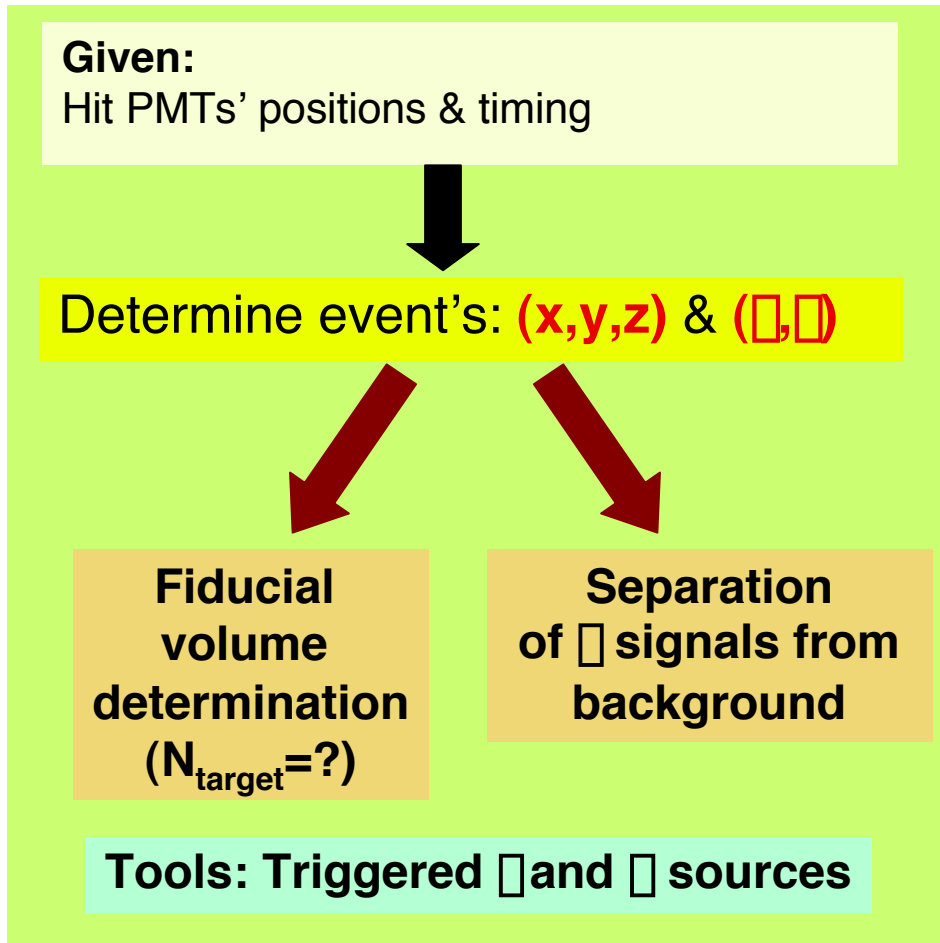 Given:
Hit PMTs’ positions & timing
Determine event's: (x,y,z) & (▯,▯)
Fiducial
volume
determination
(Ntarget=?)
Separation
of ▯ signals from
background
Tools: Triggered ▯ and ▯ sources